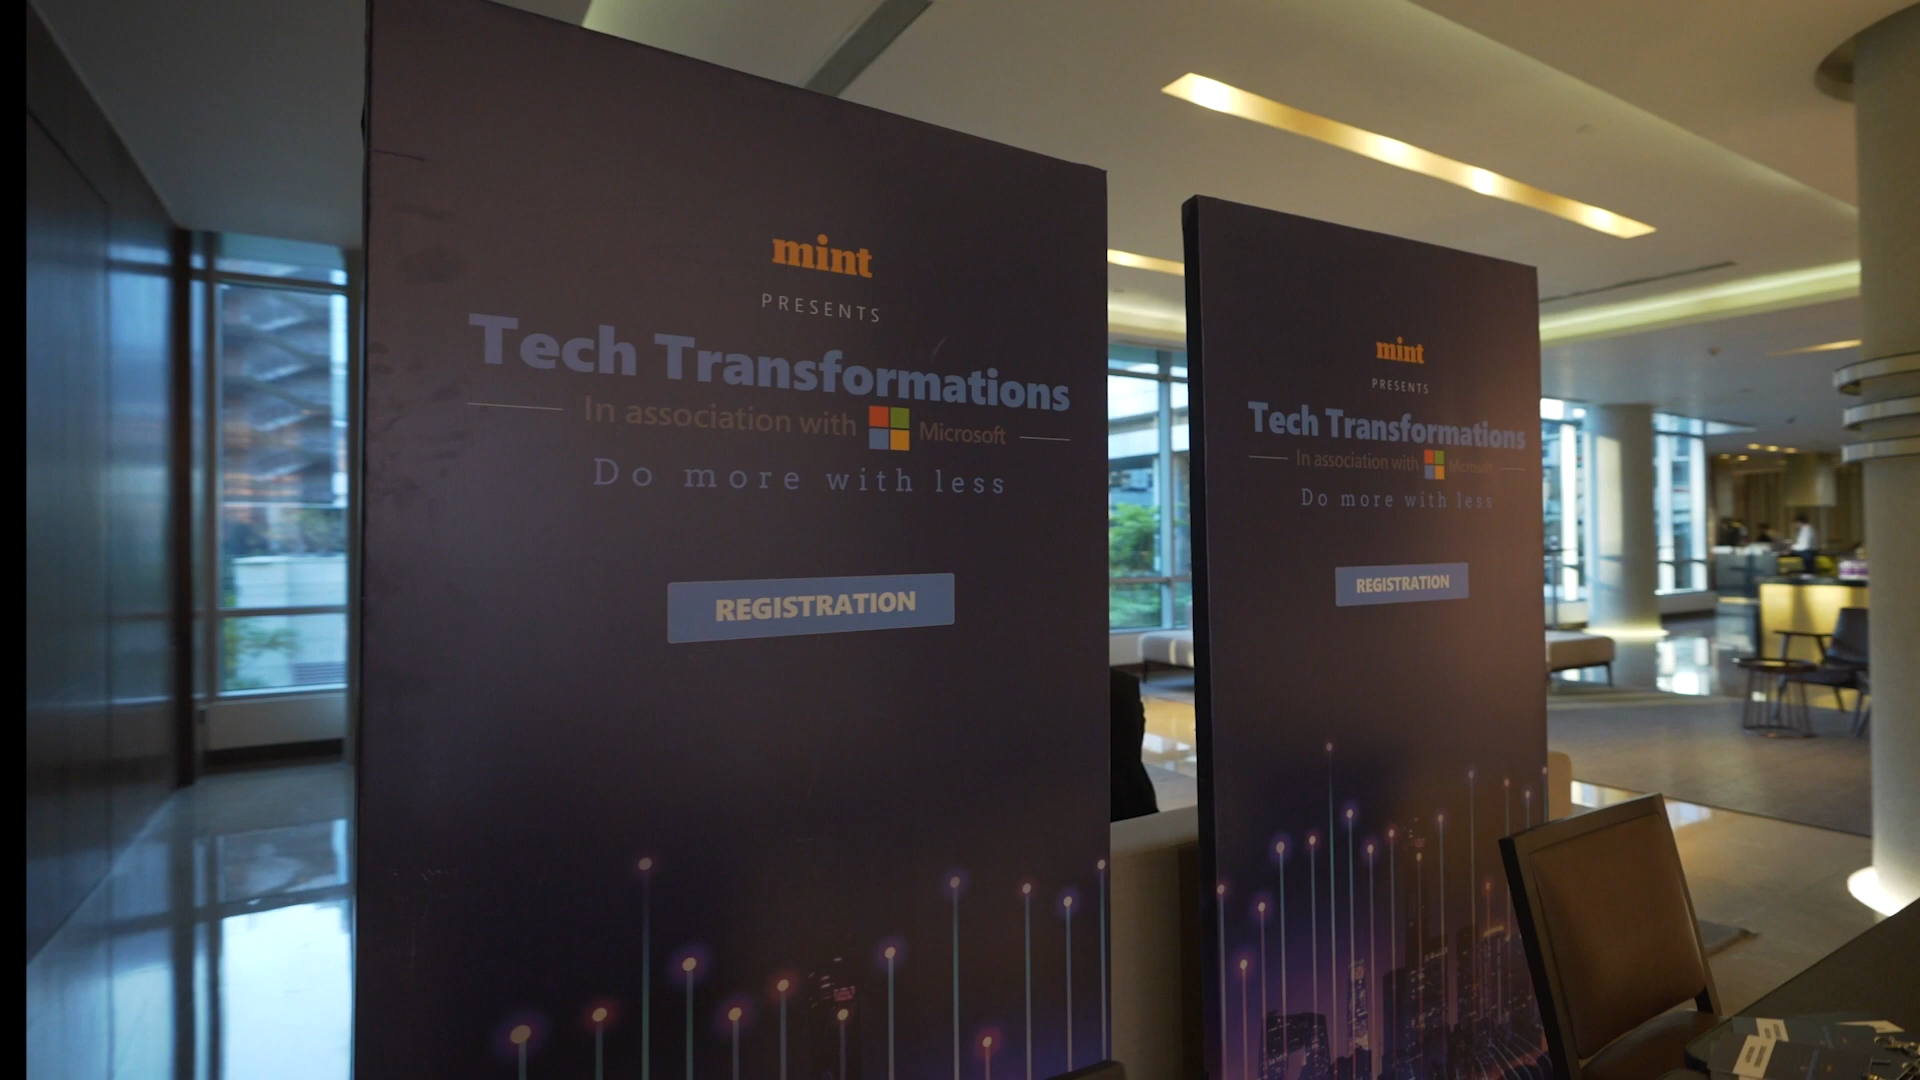 mint
PRESENTS
Tech Transformations
In association with Microsoft
Do more with less
REGISTRATION
mint
PRESENTS
Tech Transformations
In association with Microsoft
Do more with less
REGISTRATION